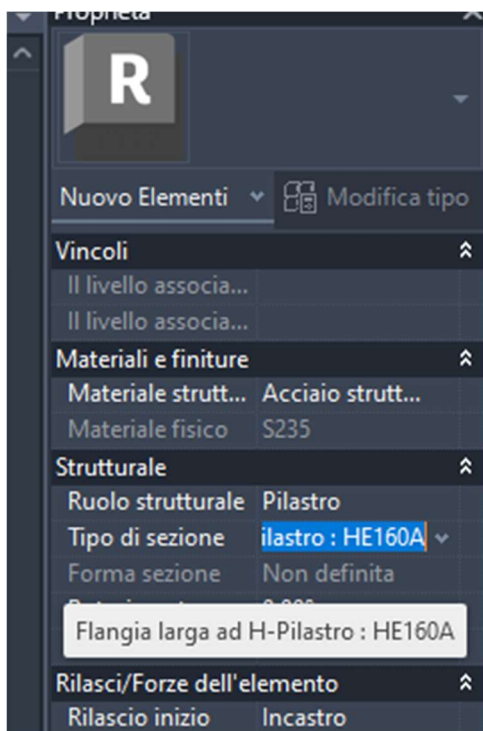 Proprietà
R
Nuovo Elementi Modifica tipo
Vincoli
Il livello associa...
Il livello associa...
Materiali e finiture
Materiale strutt... Acciaio strutt...
Materiale fisico S235
Strutturale
Ruolo strutturale Pilastro
Tipo di sezione ilastro : HE160A
Forma sezione Non definita
Flangia larga ad H-Pilastro : HE160A
Rilasci/Forze dell'elemento
Rilascio inizio Incastro